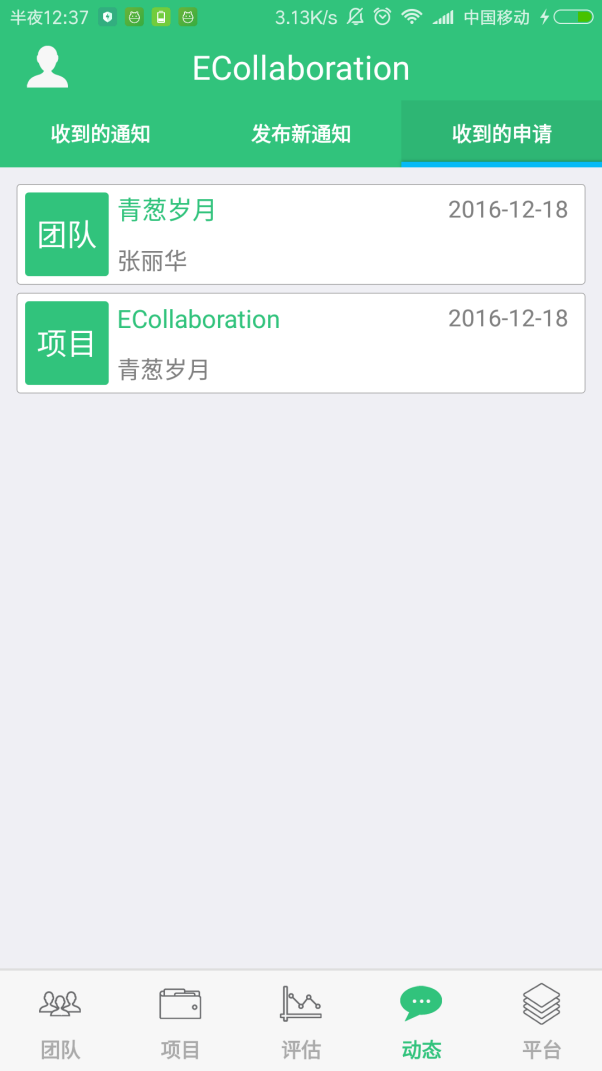 半夜12:37 3.13K/s 中国移动
ECollaboration
收到的通知 发布新通知 收到的申请
团队 青葱岁月 2016-12-18
张丽华
项目 ECollaboration 2016-12-18
青葱岁月
团队 项目 评估 动态 平台